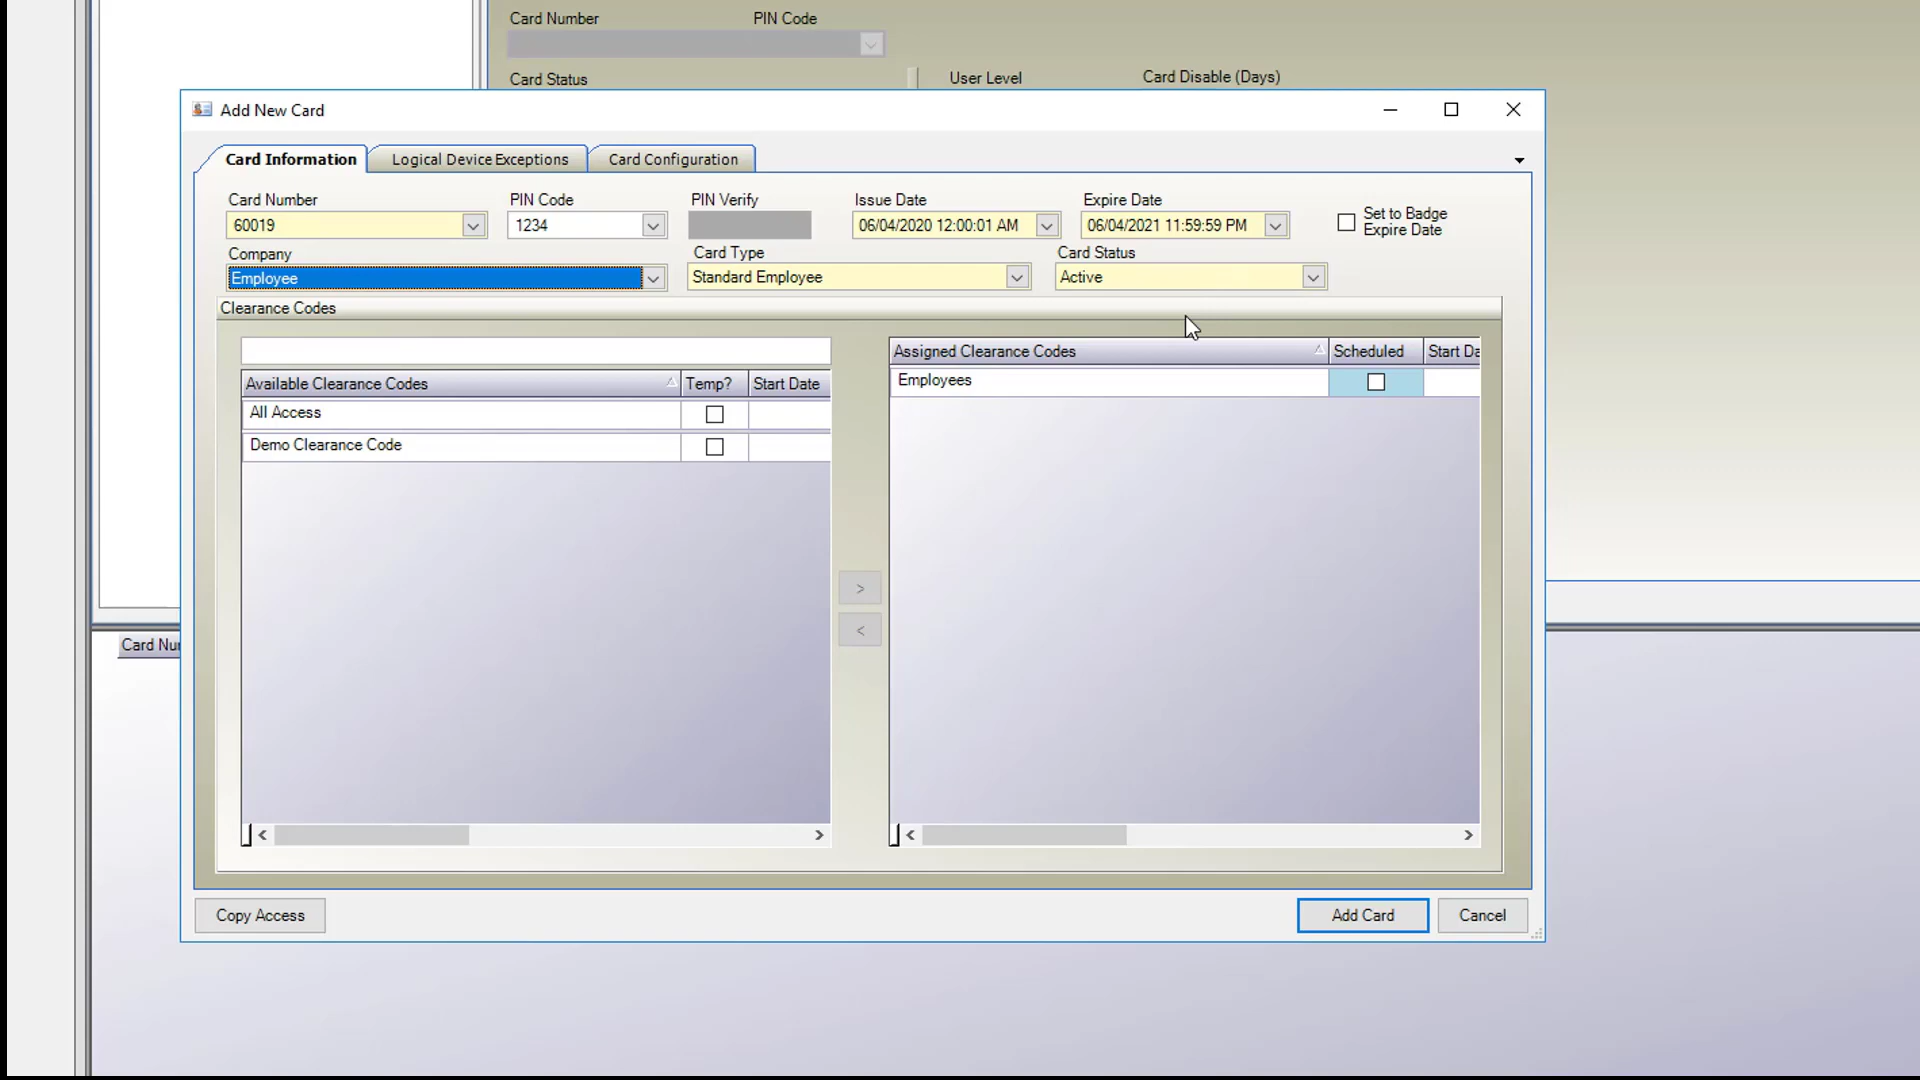 Card Number PIN Code
Card Status User Level Card Disable (Days)
Add New Card
Card Information Logical Device Exceptions Card Configuration
Card Number PIN Code PIN Verify Issue Date Expire Date
60019 1234 06/04/2020 12:00:01 AM 06/04/2021 11:59:59 PM
Set to Badge
Expire Date
Company Card Type Card Status
Employee Standard Employee Active
Clearance Codes
Available Clearance Codes Temp? Start Date
All Access
Demo Clearance Code
Assigned Clearance Codes Scheduled Start Da
Employees
>
<
Card Nu
Copy Access Add Card Cancel